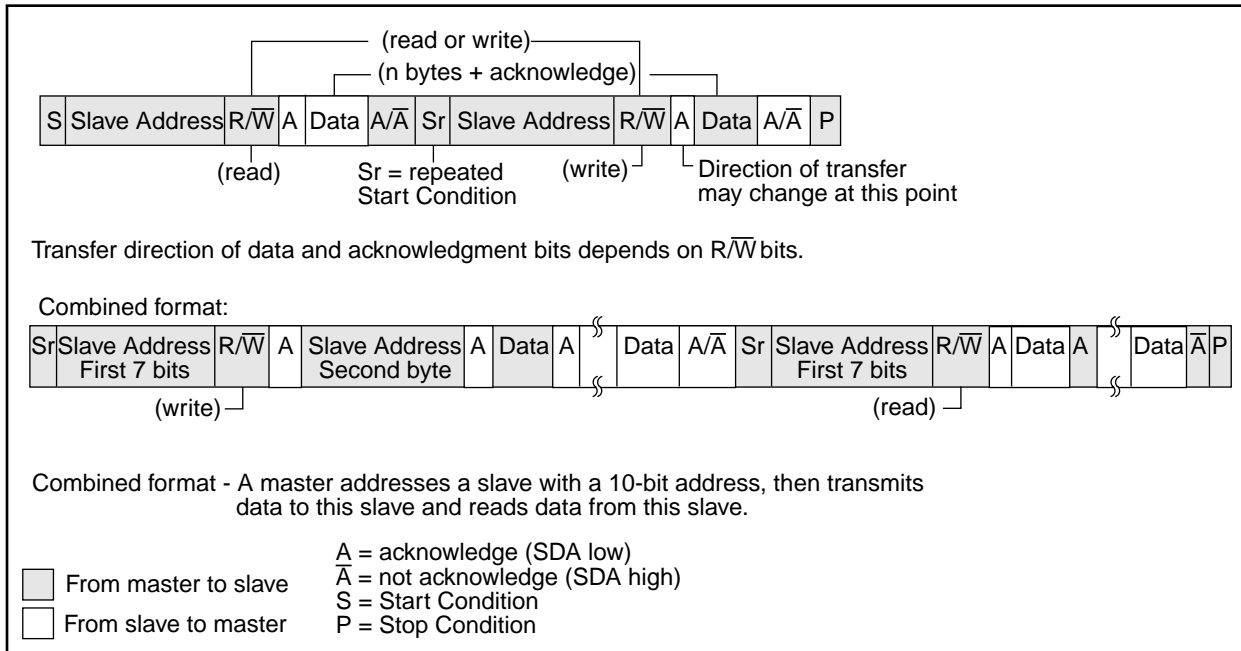 (read or write)
(n bytes + acknowledge)
S Slave Address R/W̅ A Data A/A̅ Sr Slave Address R/W̅ A Data A/A̅ P
(read) Sr = repeated (write) Direction of transfer
Start Condition may change at this point
Transfer direction of data and acknowledgment bits depends on R/W̅ bits.
Combined format:
Sr Slave Address R/W̅ A Slave Address A Data A Data A/A̅ Sr Slave Address R/W̅ A Data A Data A̅ P
First 7 bits Second byte First 7 bits
(write) (read)
Combined format - A master addresses a slave with a 10-bit address, then transmits
data to this slave and reads data from this slave.
A = acknowledge (SDA low)
A̅ = not acknowledge (SDA high)
From master to slave
S = Start Condition
From slave to master
P = Stop Condition